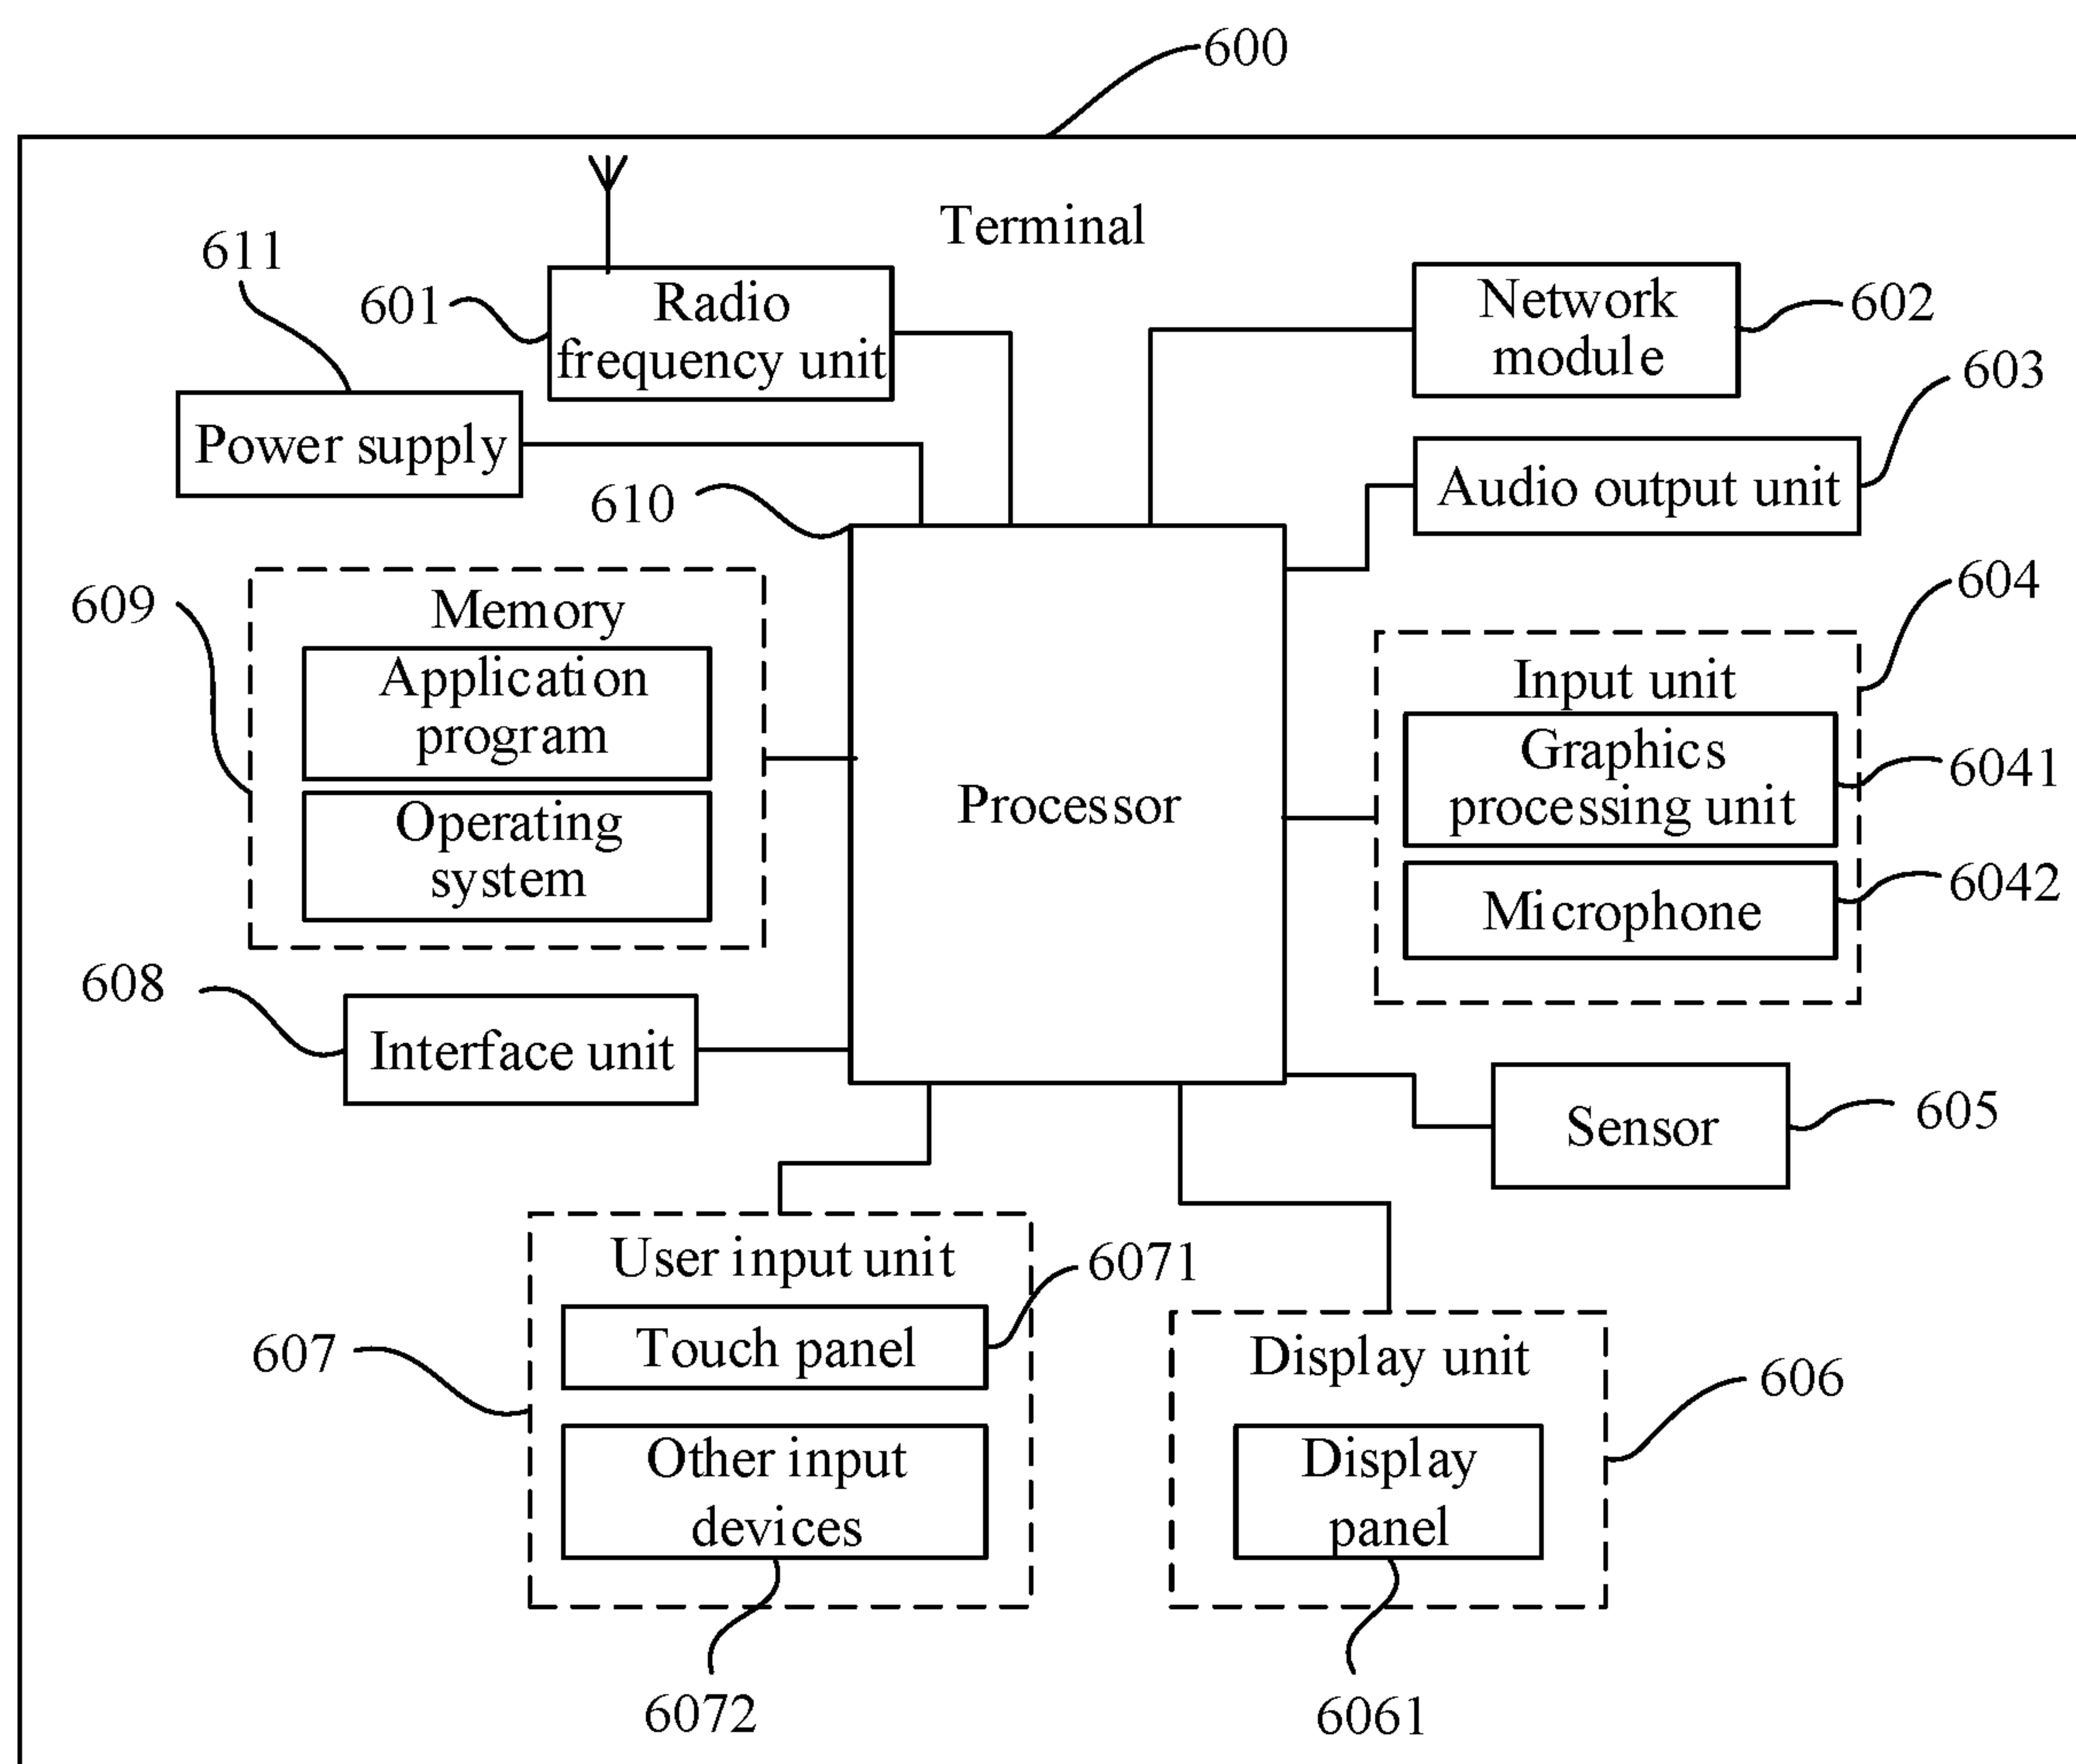 600
Terminal
611
601
Radio
frequency unit
Network
module
602
603
Power supply
Audio output unit
610
609
Memory
Application
program
Operating
system
604
Input unit
Graphics
processing unit
6041
Microphone
6042
Processor
608
Interface unit
Sensor
605
User input unit
6071
Touch panel
607
Other input
devices
6072
Display unit
606
Display
panel
6061